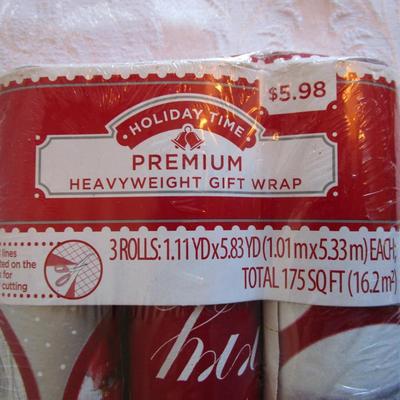 $5.98
HOLIDAY TIME
PREMIUM
HEAVYWEIGHT GIFT WRAP
3 ROLLS: 1.11 YD x 5.83 YD (1.01 m x 5.33 m) EACH;
TOTAL 175 SQ FT (16.2 m²)
lines
on the
for
cutting